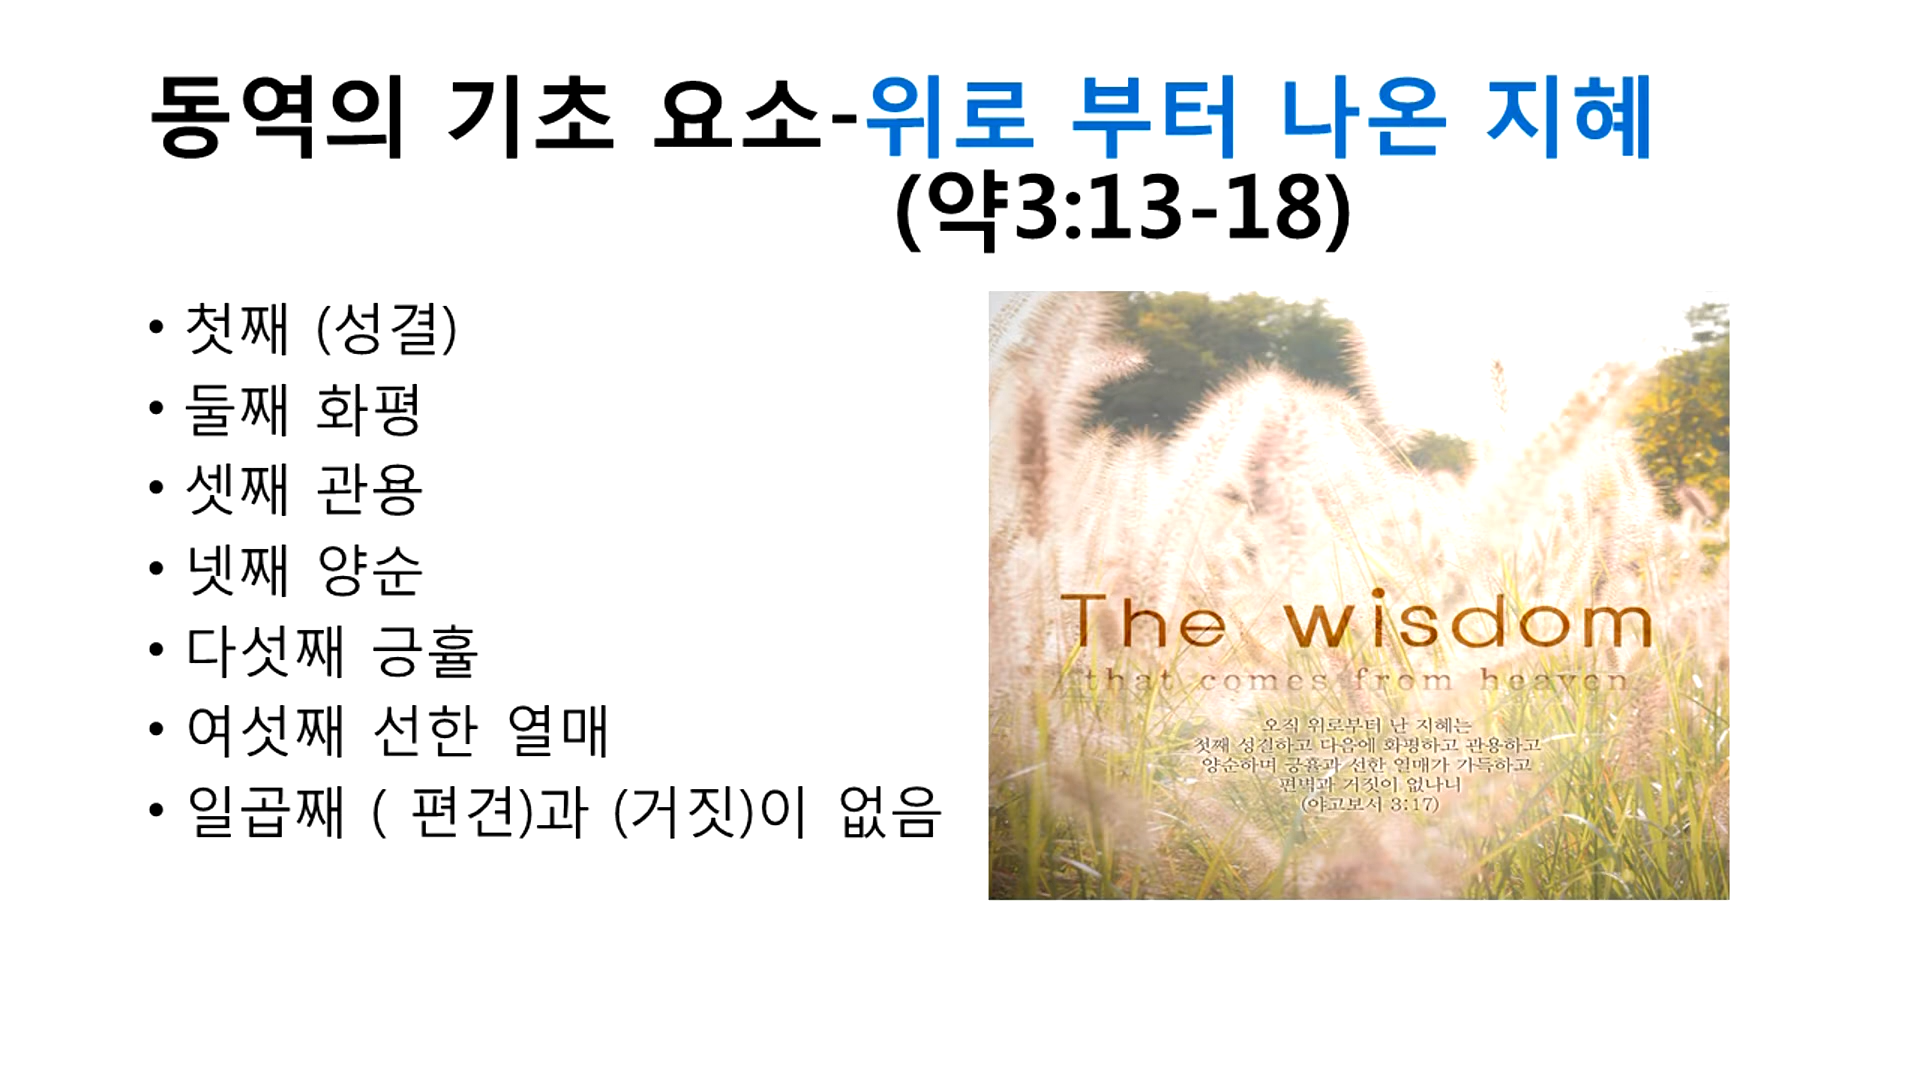 동역의 기초 요소-위로 부터 나온 지혜
(약3:13-18)
• 첫째 (성결)
• 둘째 화평
• 셋째 관용
• 넷째 양순
• 다섯째 긍휼
• 여섯째 선한 열매
• 일곱째 ( 편견)과 (거짓)이 없음
The wisdom
that comes from heaven
오직 위로부터 난 지혜는
첫째 성결하고 다음에 화평하고 관용하고
양순하며 긍휼과 선한 열매가 가득하고
편벽과 거짓이 없나니
(야고보서 3:17)